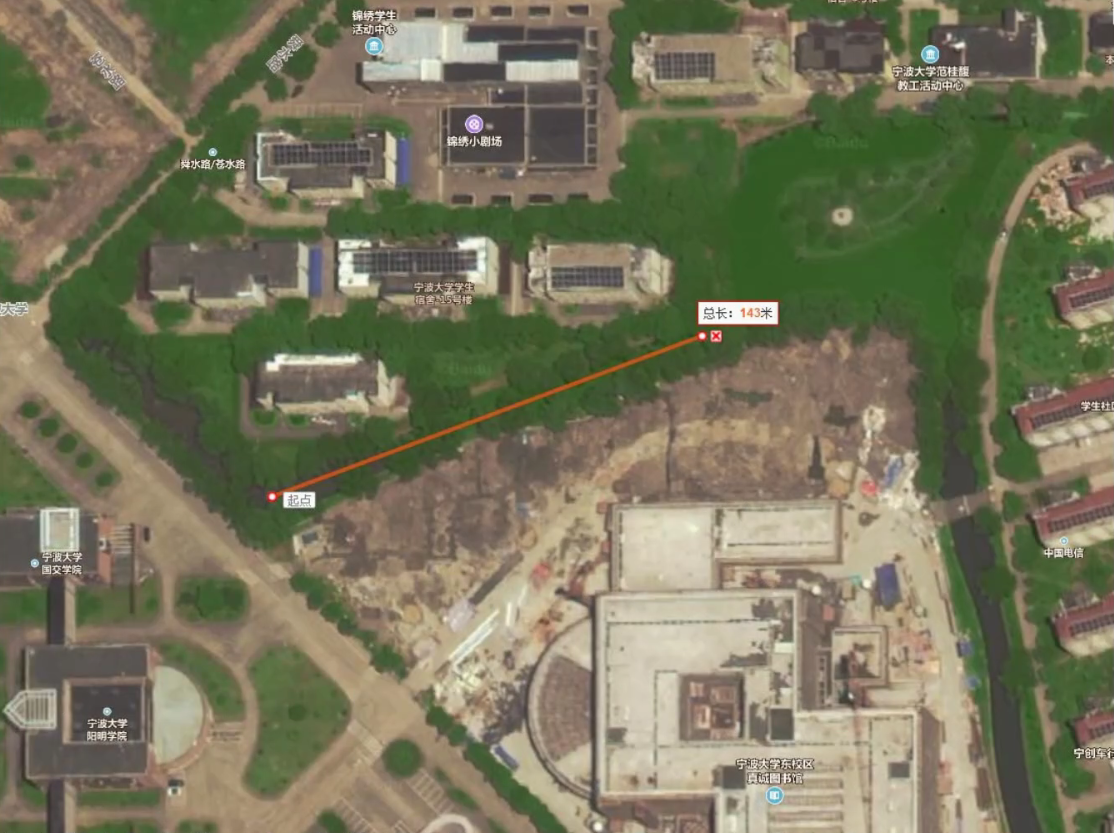 锦绣学生
活动中心
宁波大学范桂馥
教工活动中心
锦绣小剧场
舜水路/苍水路
宁波大学学生
宿舍15号楼
大学
总长：143米
学生社区
起点
中国电信
宁波大学
国交学院
宁波大学
阳明学院
宁创车行
宁波大学东校区
真诚图书馆